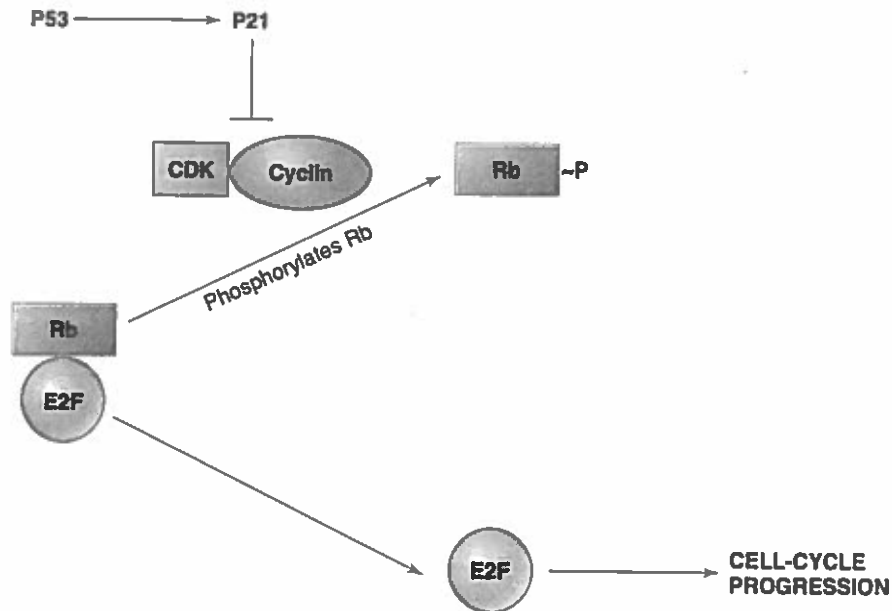 P53
P21
CDK
Cyclin
Rb
~P
Phosphorylates Rb
Rb
E2F
E2F
CELL-CYCLE
PROGRESSION